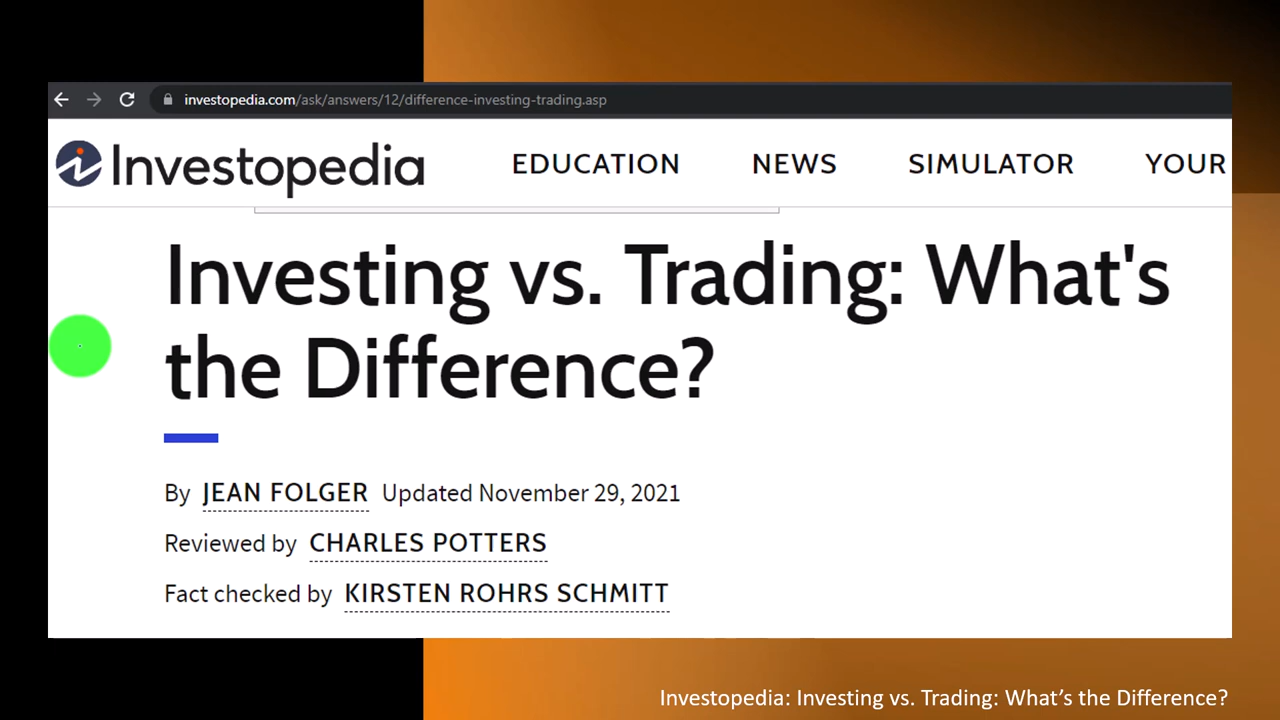 investopedia.com/ask/answers/12/difference-investing-trading.asp
Investopedia EDUCATION NEWS SIMULATOR YOUR
Investing vs. Trading: What's
the Difference?
By JEAN FOLGER Updated November 29, 2021
Reviewed by CHARLES POTTERS
Fact checked by KIRSTEN ROHRS SCHMITT
Investopedia: Investing vs. Trading: What’s the Difference?